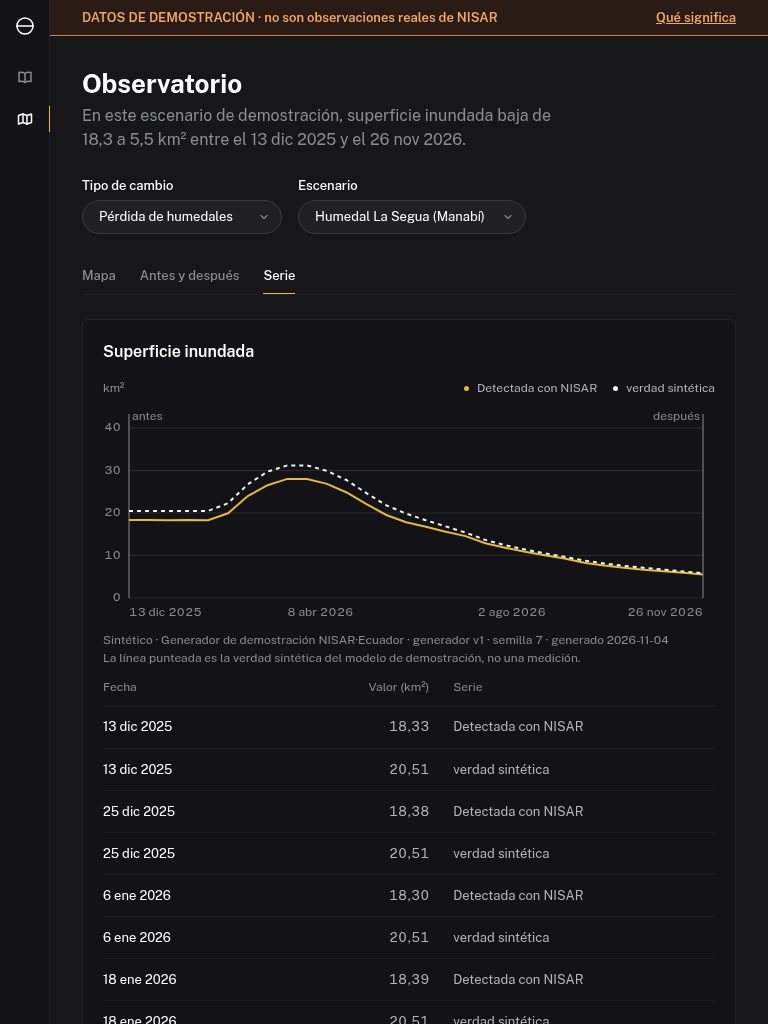 DATOS DE DEMOSTRACIÓN · no son observaciones reales de NISAR
Qué significa
Observatorio
En este escenario de demostración, superficie inundada baja de
18,3 a 5,5 km² entre el 13 dic 2025 y el 26 nov 2026.
Tipo de cambio
Escenario
Pérdida de humedales
Humedal La Segua (Manabí)
Mapa
Antes y después
Serie
Superficie inundada
km²
Detectada con NISAR
verdad sintética
antes
después
40
30
20
10
0
13 dic 2025
8 abr 2026
2 ago 2026
26 nov 2026
Sintético · Generador de demostración NISAR·Ecuador · generador v1 · semilla 7 · generado 2026-11-04
La línea punteada es la verdad sintética del modelo de demostración, no una medición.
Fecha Valor (km²) Serie
13 dic 2025 18,33 Detectada con NISAR
13 dic 2025 20,51 verdad sintética
25 dic 2025 18,38 Detectada con NISAR
25 dic 2025 20,51 verdad sintética
6 ene 2026 18,30 Detectada con NISAR
6 ene 2026 20,51 verdad sintética
18 ene 2026 18,39 Detectada con NISAR
18 ene 2026 20,51 verdad sintética